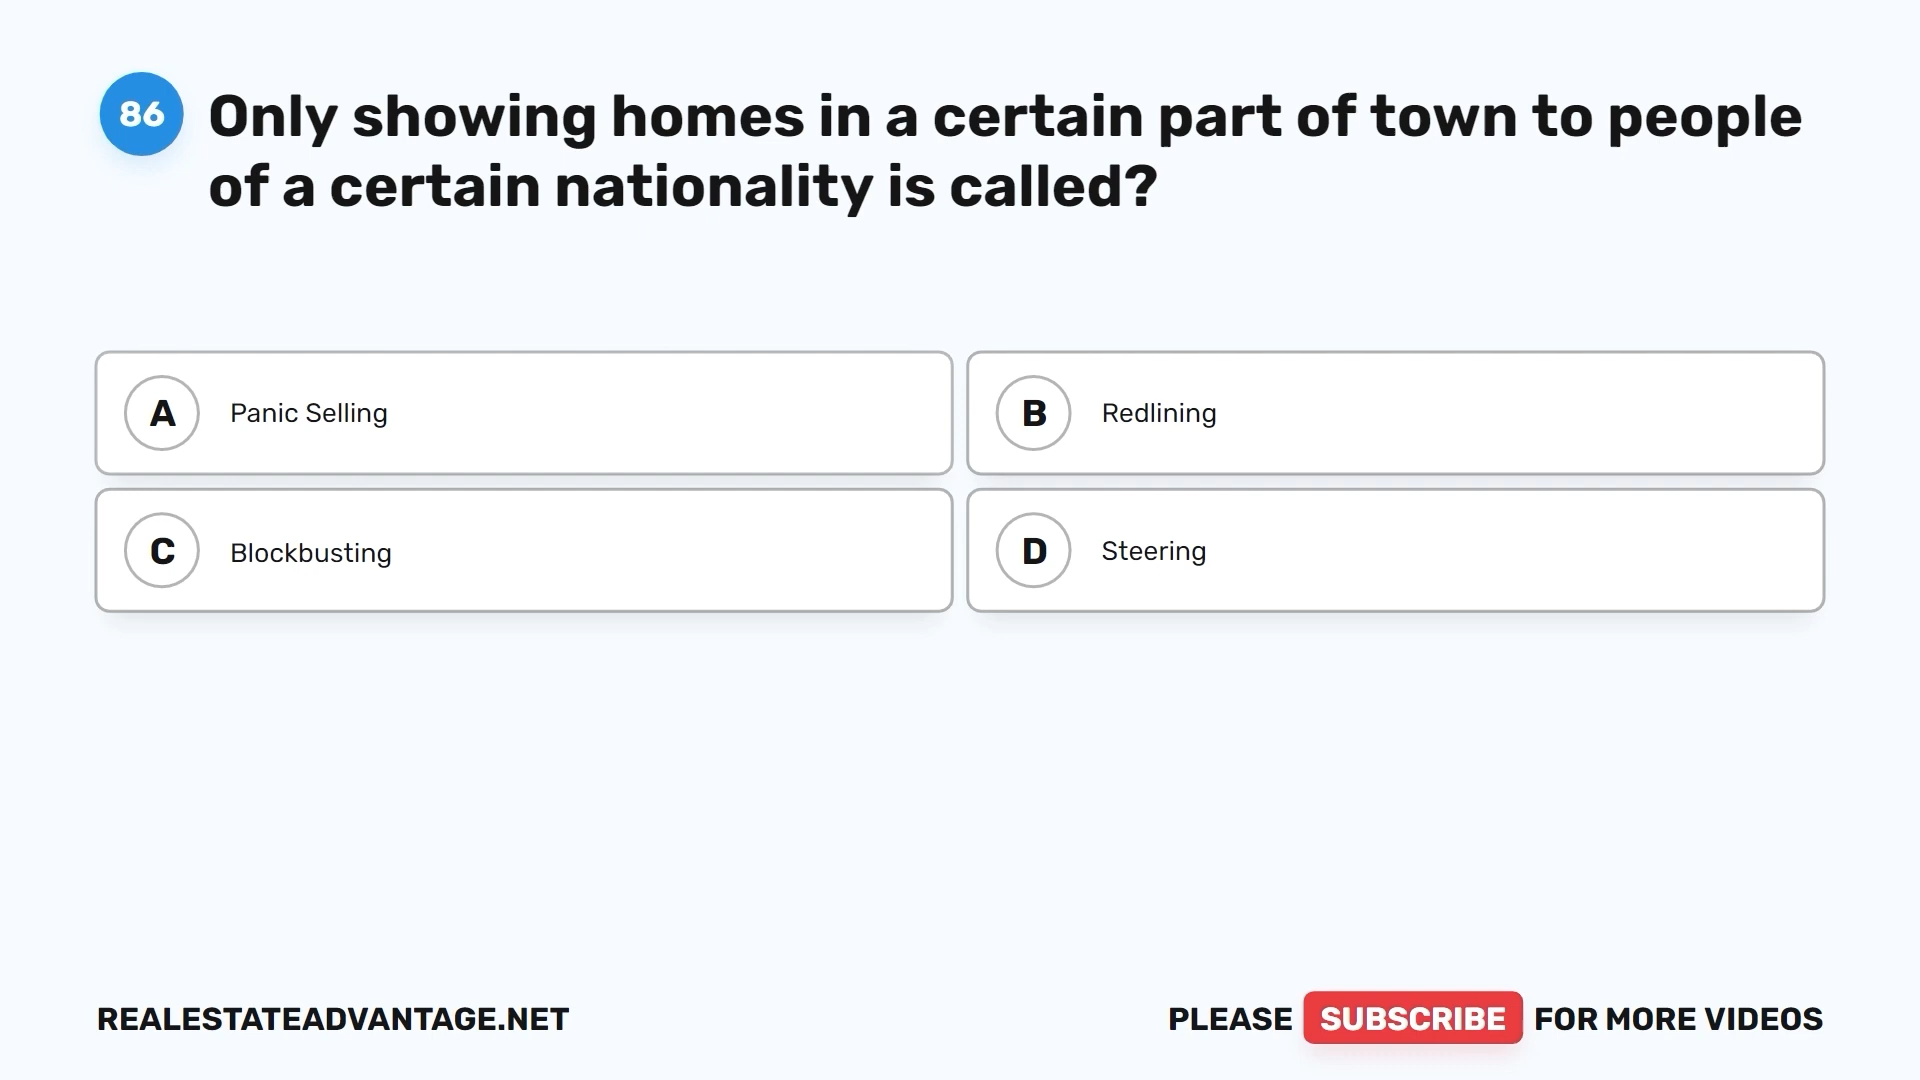 86
Only showing homes in a certain part of town to people
of a certain nationality is called?
A Panic Selling
B Redlining
C Blockbusting
D Steering
REALESTATEADVANTAGE.NET
PLEASE SUBSCRIBE FOR MORE VIDEOS